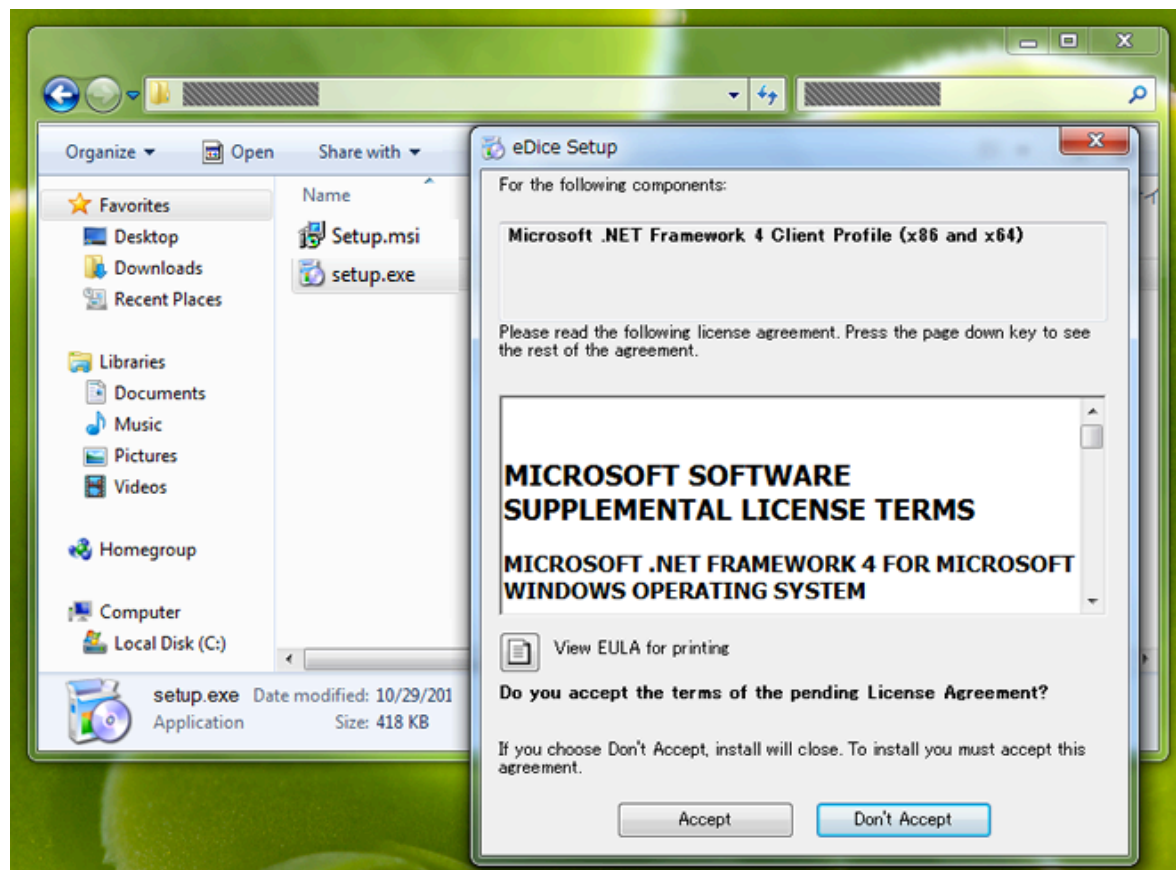 Organize
Open
Share with
Favorites
Desktop
Downloads
Recent Places
Libraries
Documents
Music
Pictures
Videos
Homegroup
Computer
Local Disk (C:)
Name
Setup.msi
setup.exe
setup.exe Date modified: 10/29/201
Application Size: 418 KB
eDice Setup
For the following components:
Microsoft .NET Framework 4 Client Profile (x86 and x64)
Please read the following license agreement. Press the page down key to see
the rest of the agreement.
MICROSOFT SOFTWARE
SUPPLEMENTAL LICENSE TERMS
MICROSOFT .NET FRAMEWORK 4 FOR MICROSOFT
WINDOWS OPERATING SYSTEM
View EULA for printing
Do you accept the terms of the pending License Agreement?
If you choose Don't Accept, install will close. To install you must accept this
agreement.
Accept
Don't Accept